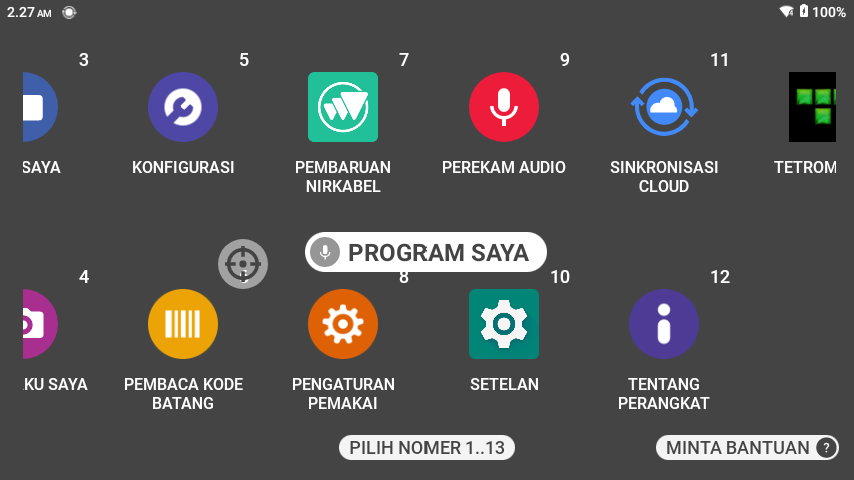 2.27 AM
100%
3
5
7
9
11
SAYA
KONFIGURASI
PEMBARUAN
NIRKABEL
PEREKAM AUDIO
SINKRONISASI
CLOUD
TETROM
PROGRAM SAYA
4
8
10
12
KU SAYA
PEMBACA KODE
BATANG
PENGATURAN
PEMAKAI
SETELAN
TENTANG
PERANGKAT
PILIH NOMER 1..13
MINTA BANTUAN ?